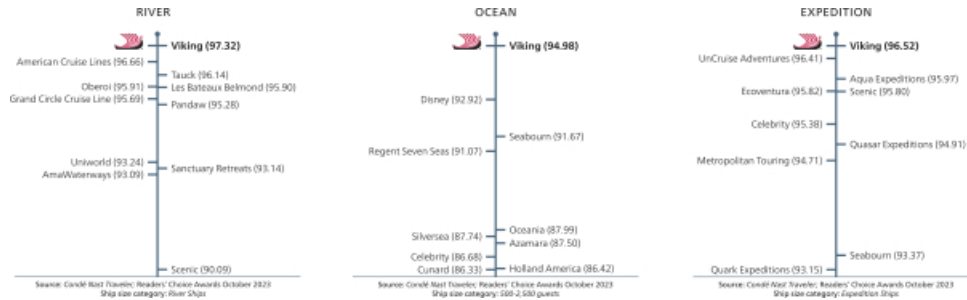 RIVER
Viking (97.32)
American Cruise Lines (96.66)
Tauck (96.14)
Oberoi (95.91)
Les Bateaux Belmond (95.90)
Grand Circle Cruise Line (95.69)
Pandaw (95.28)
Uniworld (93.24)
Sanctuary Retreats (93.14)
AmaWaterways (93.09)
Scenic (90.09)
Source: Condé Nast Traveler, Readers' Choice Awards October 2023
Ship size category: River Ships
OCEAN
Viking (94.98)
Disney (92.92)
Seabourn (91.67)
Regent Seven Seas (91.07)
Oceania (87.99)
Silversea (87.74)
Azamara (87.50)
Celebrity (86.68)
Holland America (86.42)
Cunard (86.33)
Source: Condé Nast Traveler, Readers' Choice Awards October 2023
Ship size category: 500-2,500 guests
EXPEDITION
Viking (96.52)
UnCruise Adventures (96.41)
Aqua Expeditions (95.97)
Ecoventura (95.82)
Scenic (95.80)
Celebrity (95.38)
Quasar Expeditions (94.91)
Metropolitan Touring (94.71)
Seabourn (93.37)
Quark Expeditions (93.15)
Source: Condé Nast Traveler, Readers' Choice Awards October 2023
Ship size category: Expedition Ships